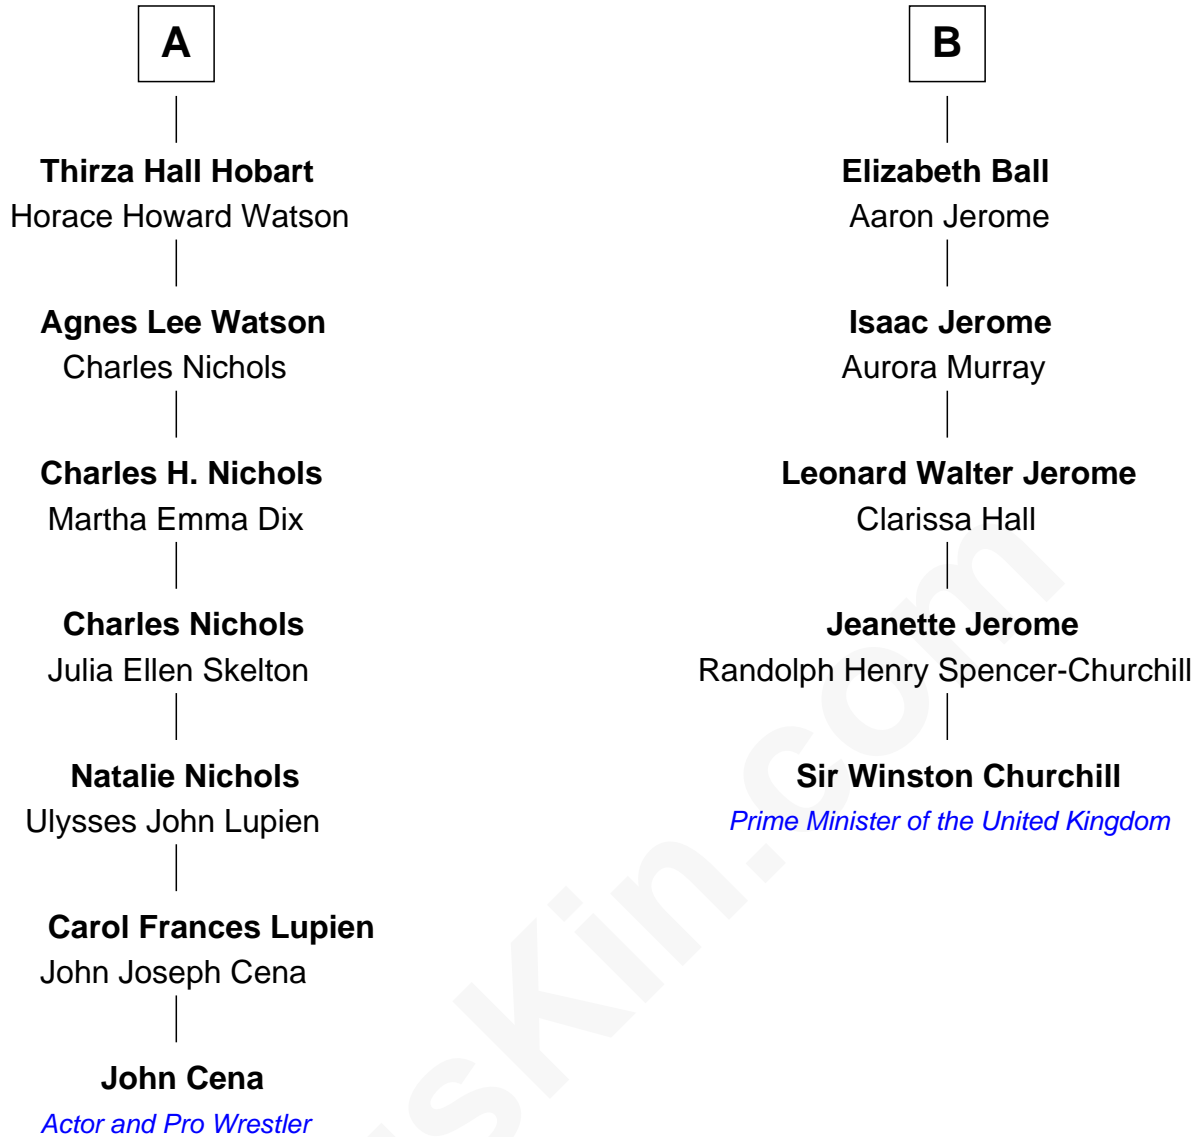 A
Thirza Hall Hobart
Horace Howard Watson
Agnes Lee Watson
Charles Nichols
Charles H. Nichols
Martha Emma Dix
Charles Nichols
Julia Ellen Skelton
Natalie Nichols
Ulysses John Lupien
Carol Frances Lupien
John Joseph Cena
John Cena
Actor and Pro Wrestler
B
Elizabeth Ball
Aaron Jerome
Isaac Jerome
Aurora Murray
Leonard Walter Jerome
Clarissa Hall
Jeanette Jerome
Randolph Henry Spencer-Churchill
Sir Winston Churchill
Prime Minister of the United Kingdom